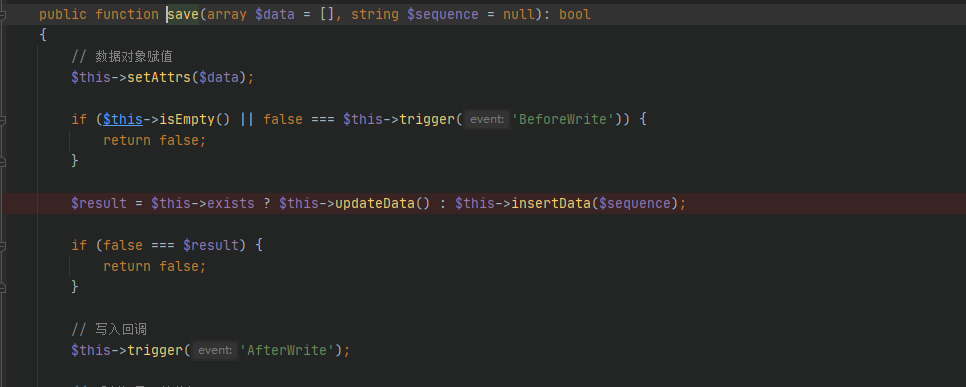 public function save(array $data = [], string $sequence = null): bool
{
// 数据对象赋值
$this->setAttrs($data);
if ($this->isEmpty() || false === $this->trigger( event: 'BeforeWrite')) {
return false;
}
$result = $this->exists ? $this->updateData() : $this->insertData($sequence);
if (false === $result) {
return false;
}
// 写入回调
$this->trigger( event: 'AfterWrite');